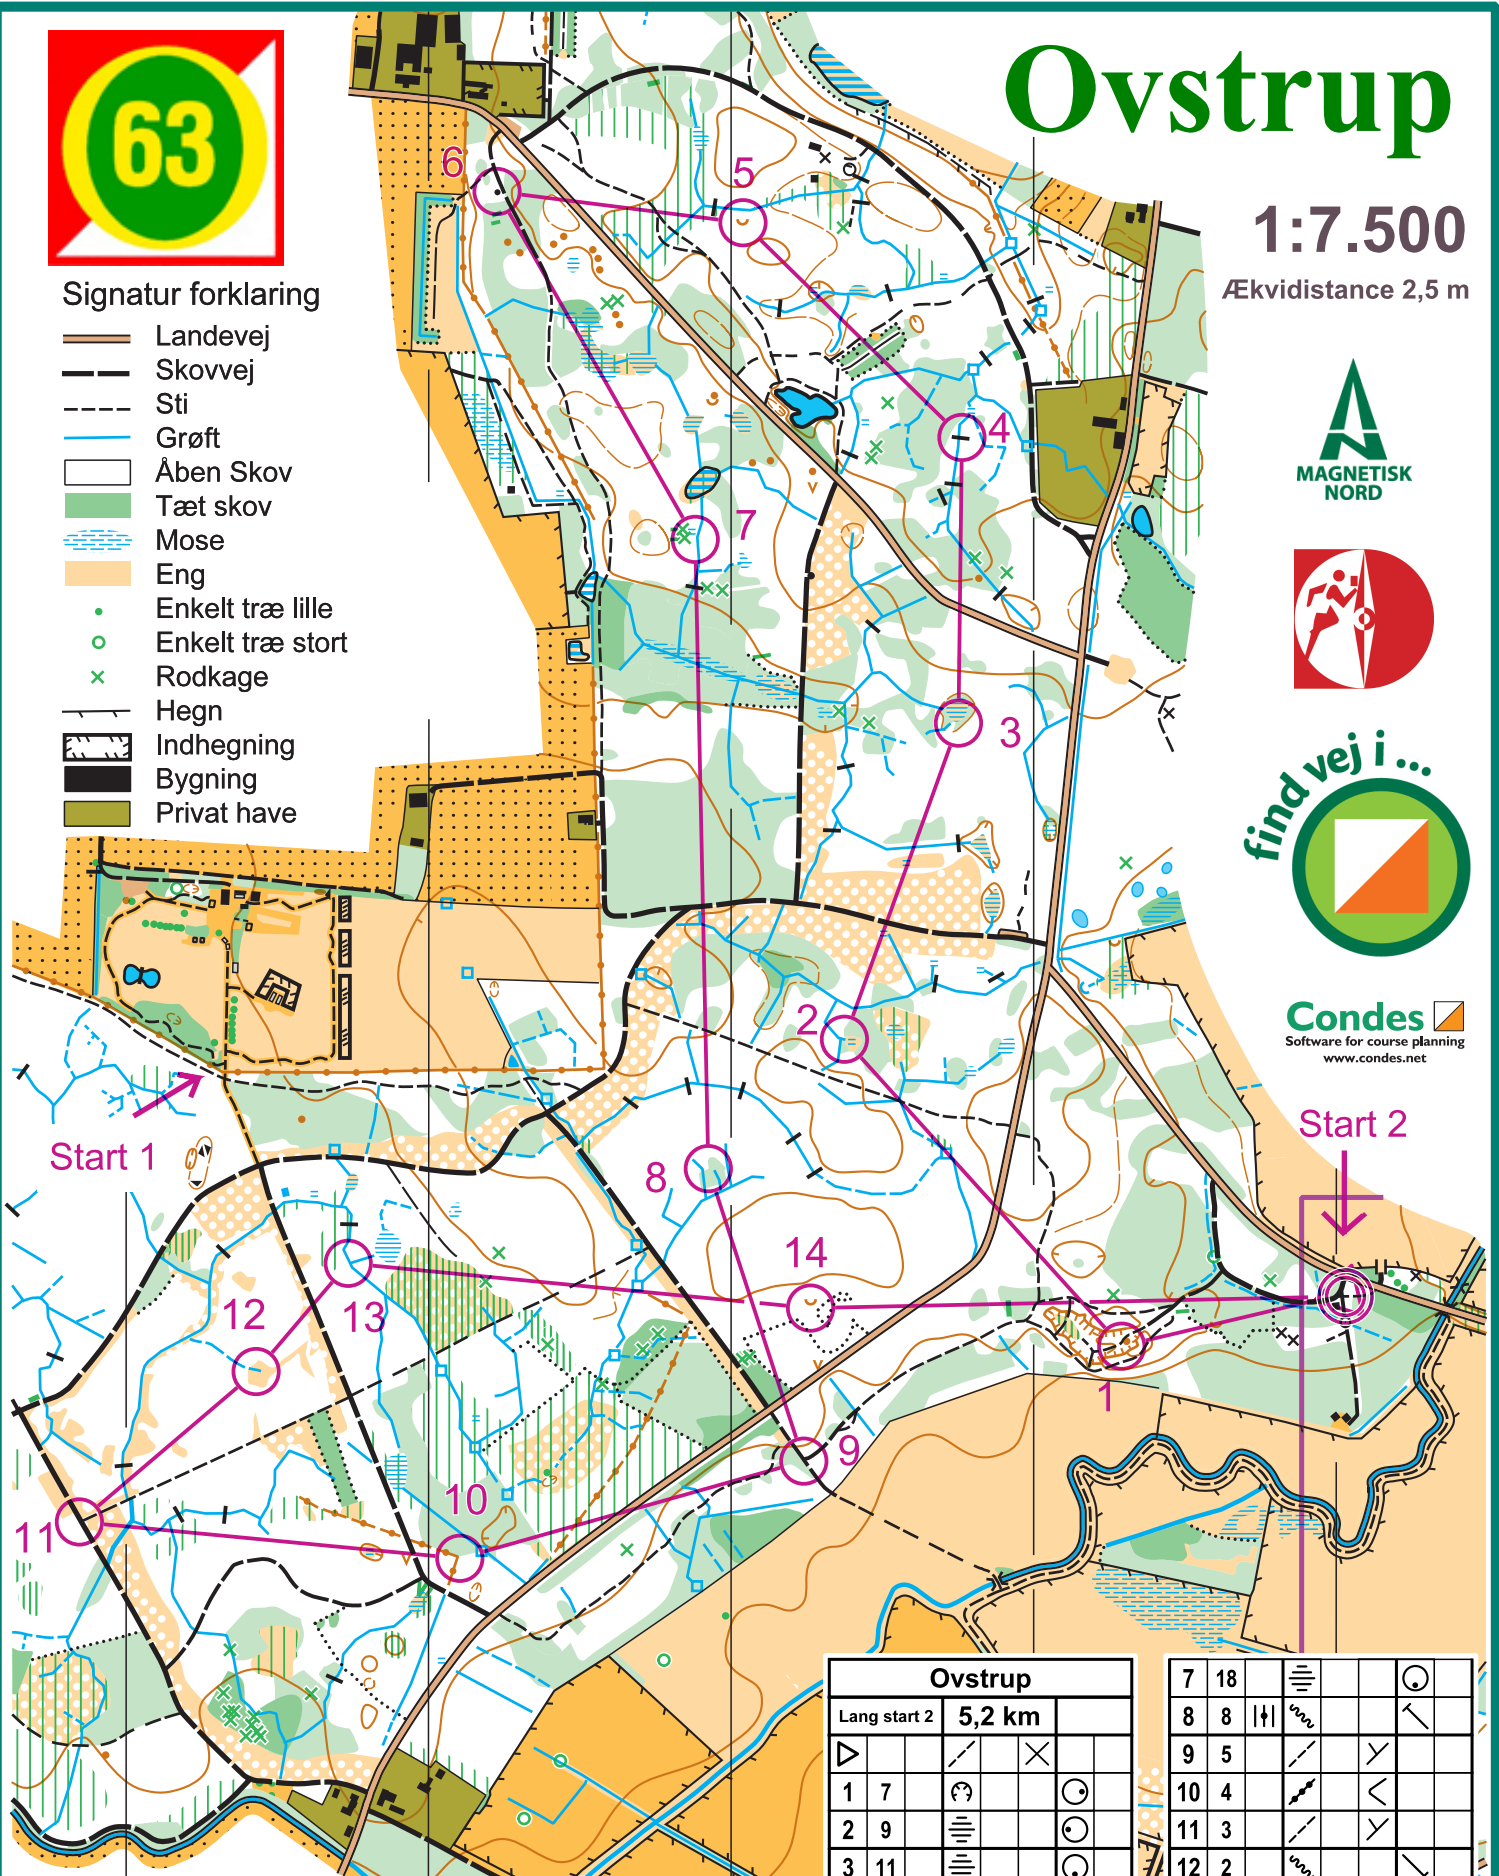 63
Ovstrup
1:7.500
Ækvidistance 2,5 m
Signatur forklaring
Landevej
Skovvej
Sti
Grøft
Åben Skov
Tæt skov
Mose
Eng
Enkelt træ lille
Enkelt træ stort
Rodkage
Hegn
Indhegning
Bygning
Privat have
MAGNETISK
NORD
find vej i ...
Condes
Software for course planning
www.condes.net
Start 1
Start 2
6
5
4
7
3
2
8
14
12
13
1
9
10
11
Ovstrup
Lang start 2 5,2 km
1 7
2 9
3 11
7 18
8 8
9 5
10 4
11 3
12 2